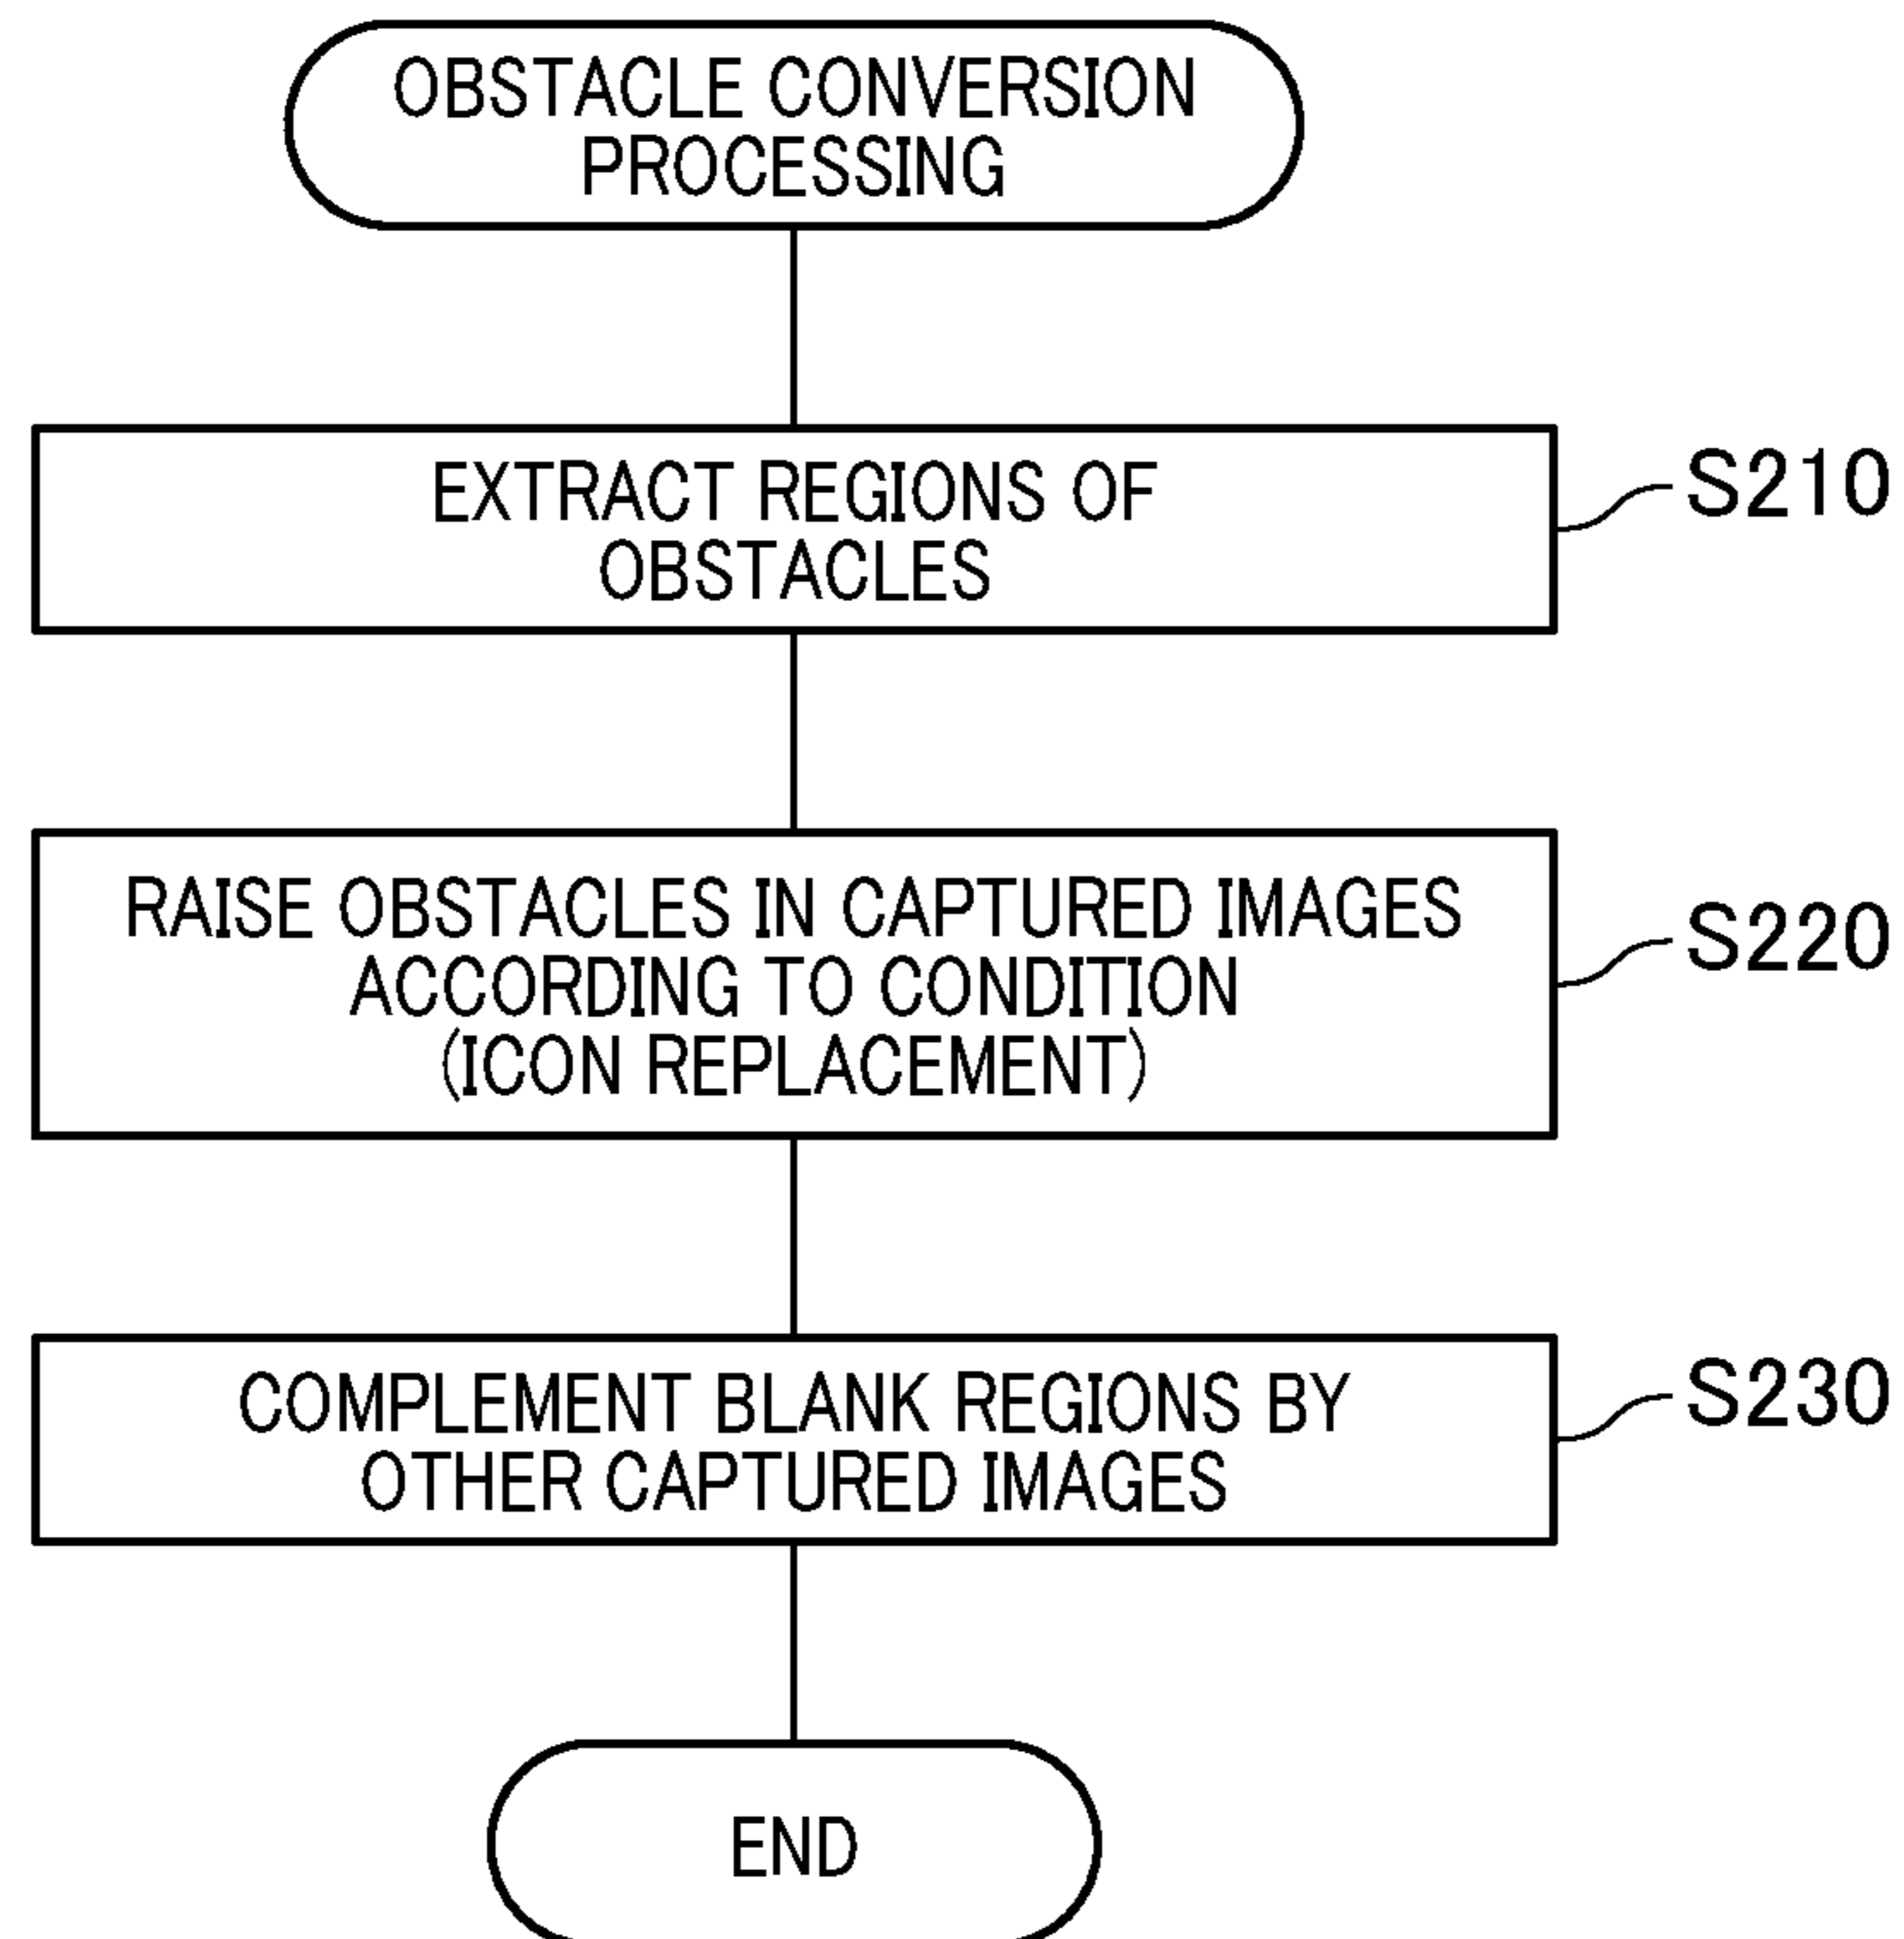 OBSTACLE CONVERSION
PROCESSING
EXTRACT REGIONS OF
OBSTACLES
S210
RAISE OBSTACLES IN CAPTURED IMAGES
ACCORDING TO CONDITION
(ICON REPLACEMENT)
S220
COMPLEMENT BLANK REGIONS BY
OTHER CAPTURED IMAGES
S230
END